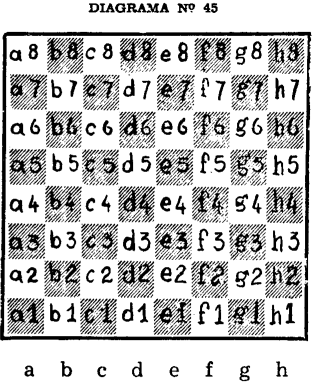 DIAGRAMA Nº 45
a8 b8 c8 d8 e8 f8 g8 h8
a7 b7 c7 d7 e7 f7 g7 h7
a6 b6 c6 d6 e6 f6 g6 h6
a5 b5 c5 d5 e5 f5 g5 h5
a4 b4 c4 d4 e4 f4 g4 h4
a3 b3 c3 d3 e3 f3 g3 h3
a2 b2 c2 d2 e2 f2 g2 h2
a1 b1 c1 d1 e1 f1 g1 h1
a b c d e f g h